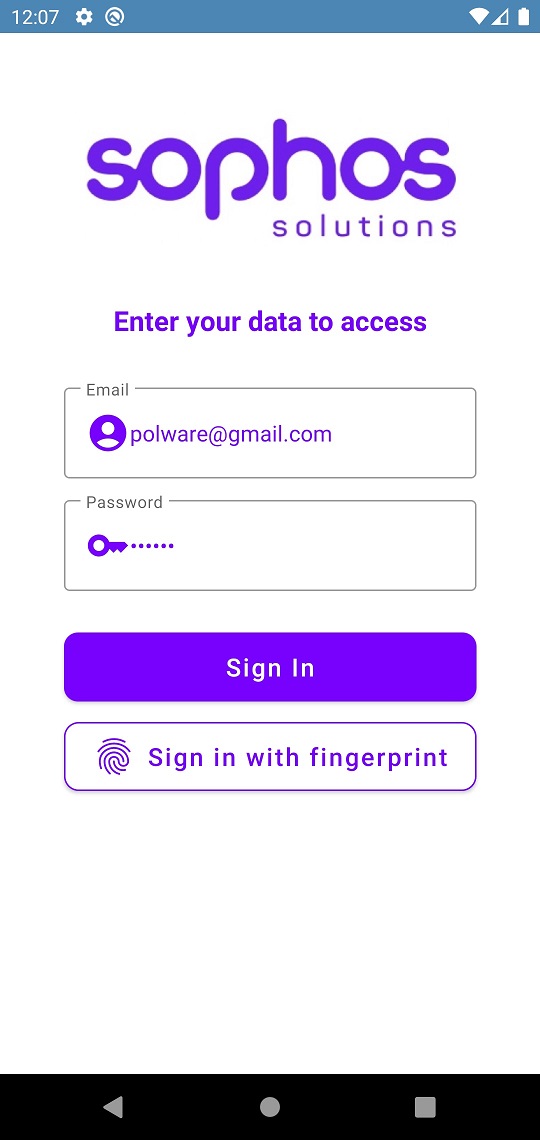 12:07
sophos
solutions
Enter your data to access
Email
polware@gmail.com
Password
••••••
Sign In
Sign in with fingerprint